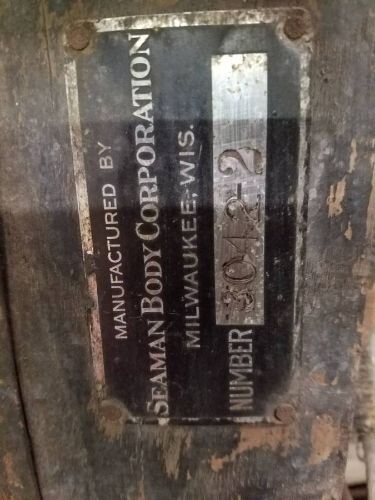 MANUFACTURED BY
SEAMAN BODY CORPORATION
MILWAUKEE, WIS.
NUMBER 3042-2